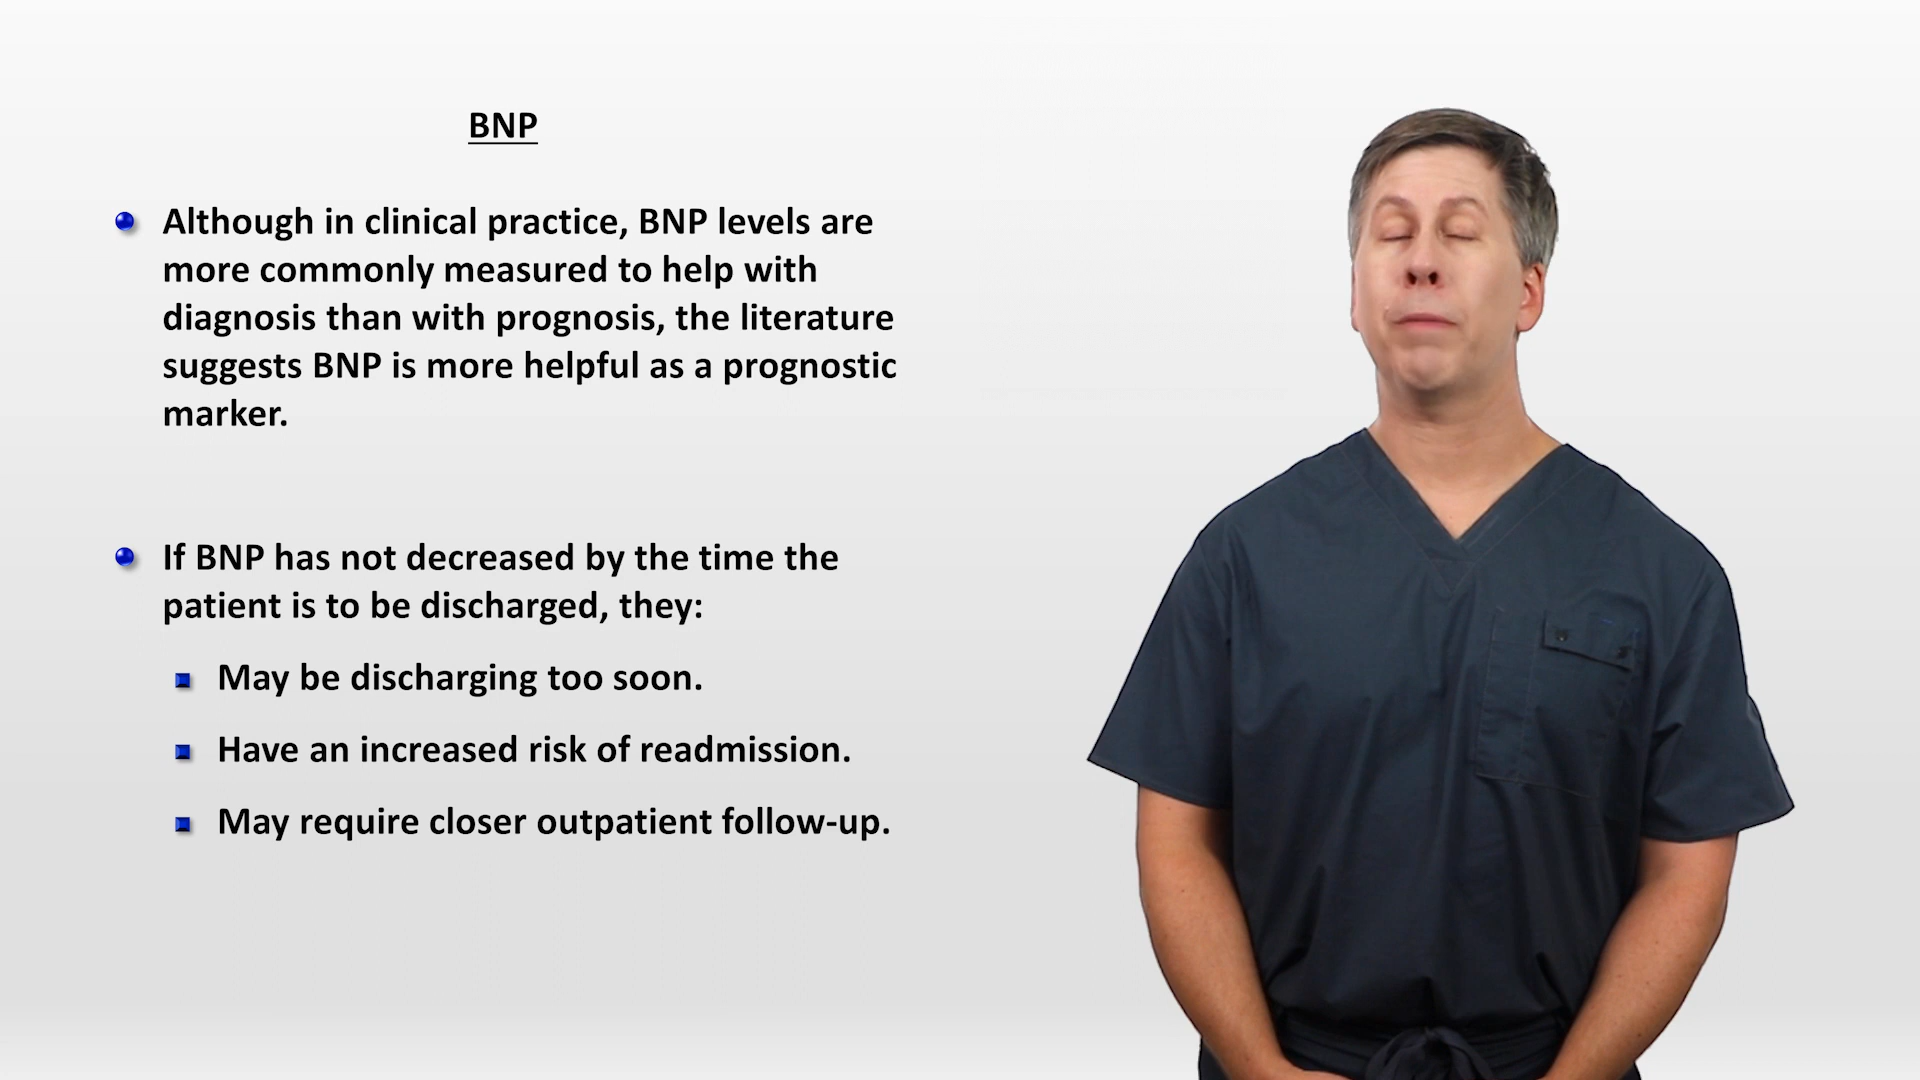 BNP
Although in clinical practice, BNP levels are
more commonly measured to help with
diagnosis than with prognosis, the literature
suggests BNP is more helpful as a prognostic
marker.
If BNP has not decreased by the time the
patient is to be discharged, they:
May be discharging too soon.
Have an increased risk of readmission.
May require closer outpatient follow-up.